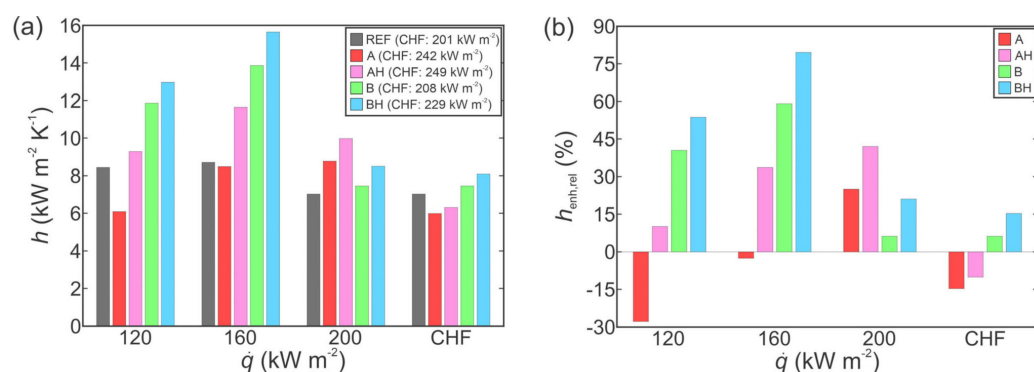 (a)
16
14
12
10
8
6
4
2
0
h (kW m⁻² K⁻¹)
REF (CHF: 201 kW m⁻²)
A (CHF: 242 kW m⁻²)
AH (CHF: 249 kW m⁻²)
B (CHF: 208 kW m⁻²)
BH (CHF: 229 kW m⁻²)
120 160 200 CHF
q̇ (kW m⁻²)
(b)
90
75
60
45
30
15
0
-15
-30
h_enh,rel (%)
A
AH
B
BH
120 160 200 CHF
q̇ (kW m⁻²)